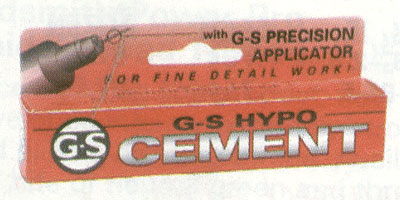 with G-S PRECISION
APPLICATOR
FOR FINE DETAIL WORK!
G-S HYPO
G-S
CEMENT